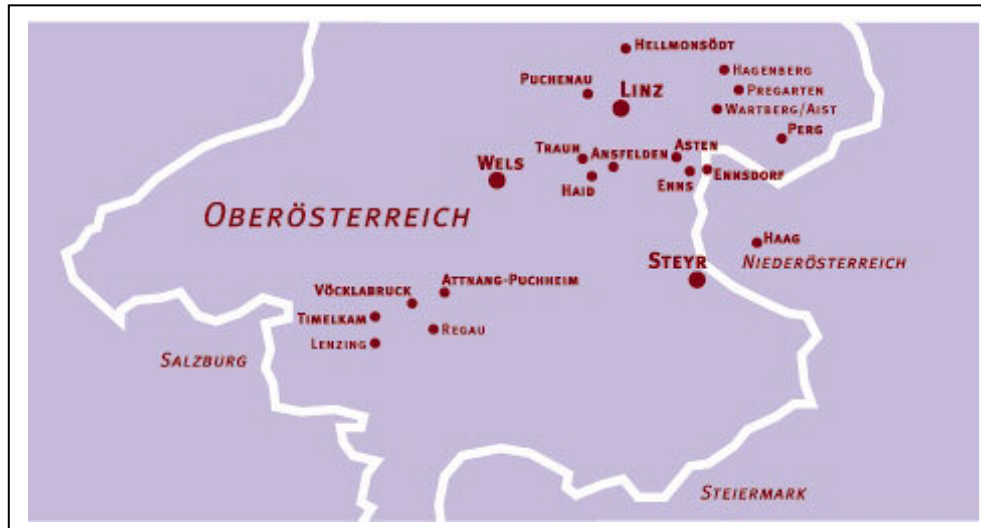 HELLMONSÖDT
HAGENBERG
PUCHENAU
LINZ
PREGARTEN
WARTBERG/AIST
PERG
TRAUN
ANSFELDEN
ASTEN
WELS
HAID
ENNS
ENNSDORF
OBERÖSTERREICH
HAAG
STEYR
NIEDERÖSTERREICH
ATTNANG-PUCHHEIM
VÖCKLABRUCK
TIMELKAM
REGAU
LENZING
SALZBURG
STEIERMARK